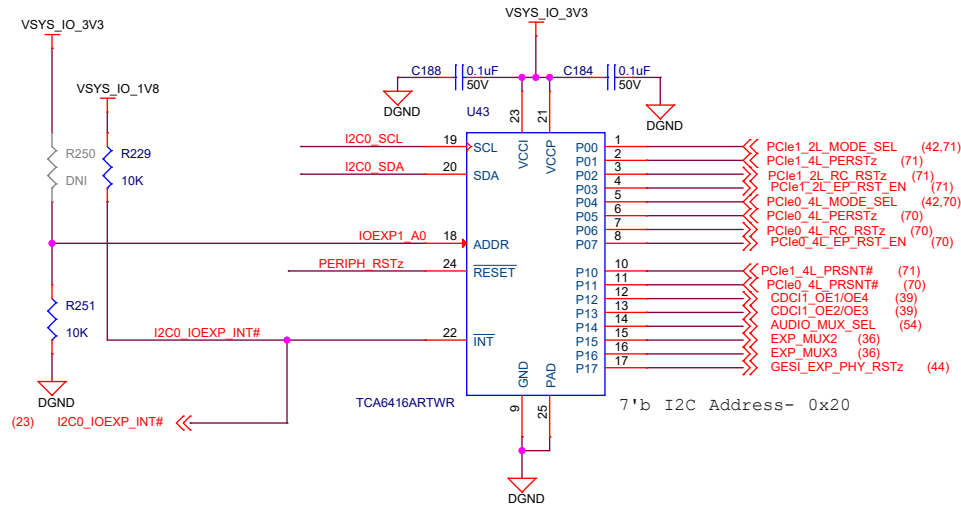 VSYS_IO_3V3
VSYS_IO_3V3
VSYS_IO_1V8
C188
0.1uF
50V
C184
0.1uF
50V
DGND
DGND
U43
23
21
VCCI
VCCP
R250
DNI
R229
10K
I2C0_SCL
19
SCL
I2C0_SDA
20
SDA
IOEXP1_A0
18
ADDR
PERIPH_RSTz
24
RESET
R251
10K
I2C0_IOEXP_INT#
22
INT
DGND
(23) I2C0_IOEXP_INT#
P00
1
PCIe1_2L_MODE_SEL (42,71)
P01
2
PCIe1_4L_PERSTz (71)
P02
3
PCIe1_2L_RC_RSTz (71)
P03
4
PCIe1_2L_EP_RST_EN (71)
P04
5
PCIe0_4L_MODE_SEL (42,70)
P05
6
PCIe0_4L_PERSTz (70)
P06
7
PCIe0_4L_RC_RSTz (70)
P07
8
PCIe0_4L_EP_RST_EN (70)
P10
10
PCIe1_4L_PRSNT# (71)
P11
11
PCIe0_4L_PRSNT# (70)
P12
12
CDCI1_OE1/OE4 (39)
P13
13
CDCI1_OE2/OE3 (39)
P14
14
AUDIO_MUX_SEL (54)
P15
15
EXP_MUX2 (36)
P16
16
EXP_MUX3 (36)
P17
17
GESI_EXP_PHY_RSTz (44)
GND
PAD
9
25
TCA6416ARTWR
7'b I2C Address- 0x20
DGND